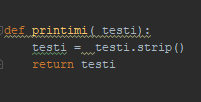 def printimi( testi):
    testi =  testi.strip()
    return testi